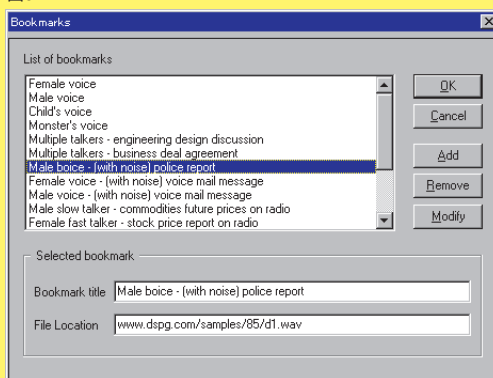 Bookmarks
List of bookmarks
Female voice
Male voice
Child's voice
Monster's voice
Multiple talkers - engineering design discussion
Multiple talkers - business deal agreement
Male boice - (with noise) police report
Female voice - (with noise) voice mail message
Male voice - (with noise) voice mail message
Male slow talker - commodities future prices on radio
Female fast talker - stock price report on radio
OK
Cancel
Add
Remove
Modify
Selected bookmark
Bookmark title Male boice - (with noise) police report
File Location www.dspg.com/samples/85/d1.wav